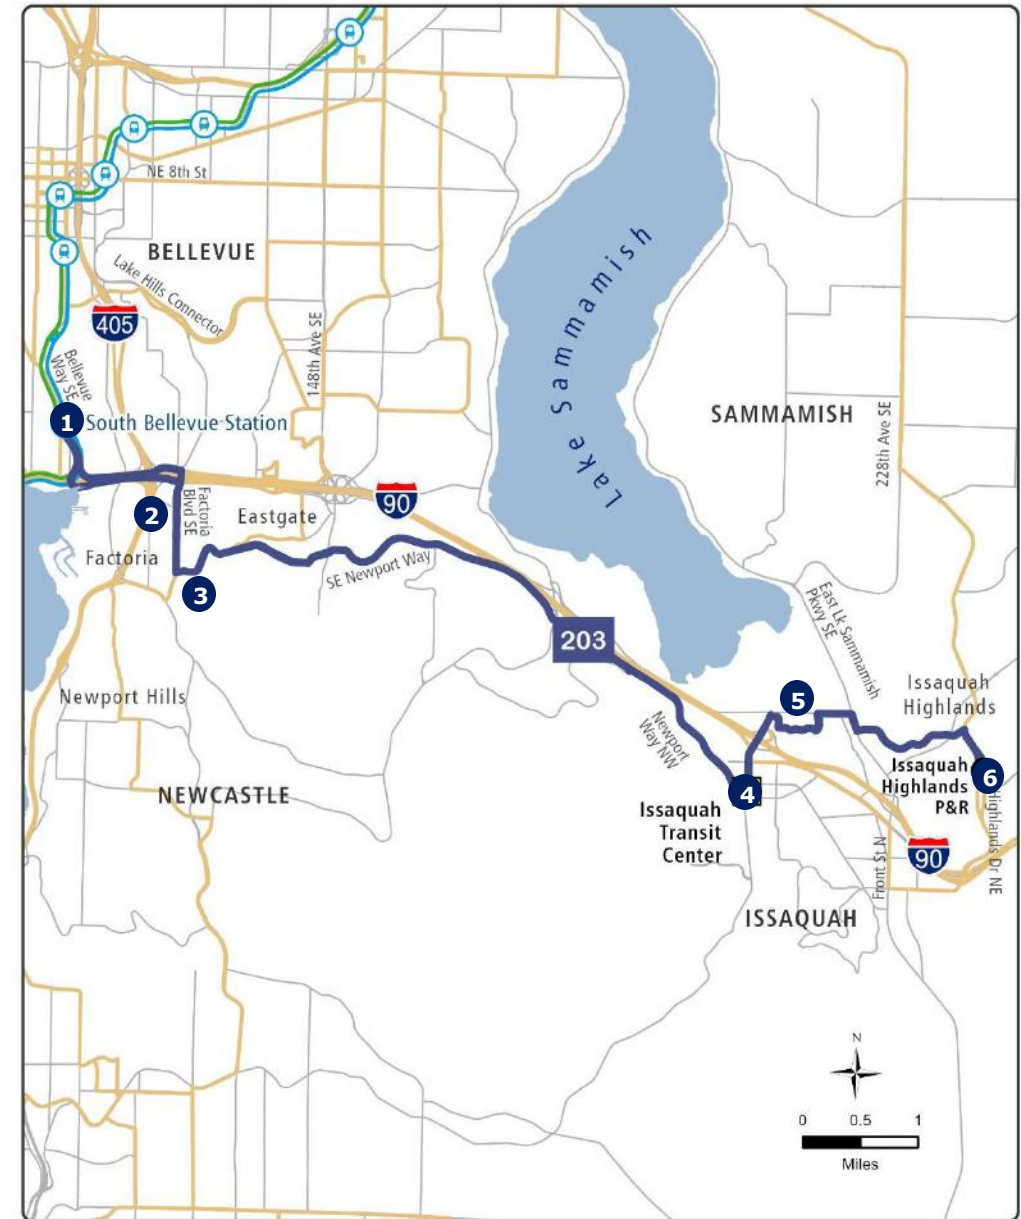 NE 8th St
BELLEVUE
Lake Hills Connector
405
148th Ave SE
Bellevue
Way SE
1
South Bellevue Station
Lake Sammamish
SAMMAMISH
228th Ave SE
90
2
Factoria
Blvd SE
Eastgate
Factoria
SE Newport Way
3
203
East Lk Sammamish
Pkwy SE
Newport Hills
5
Issaquah
Highlands
Newport
Way NW
NEWCASTLE
4
Issaquah
Transit
Center
Issaquah
Highlands
P&R
6
Highlands Dr NE
Front St N
90
ISSAQUAH
N
0 0.5 1
Miles